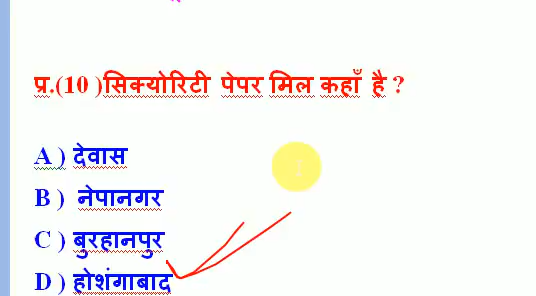 प्र.(10 )सिक्योरिटी पेपर मिल कहाँ है ?
A ) देवास
B ) नेपानगर
C ) बुरहानपुर
D ) होशंगाबाद